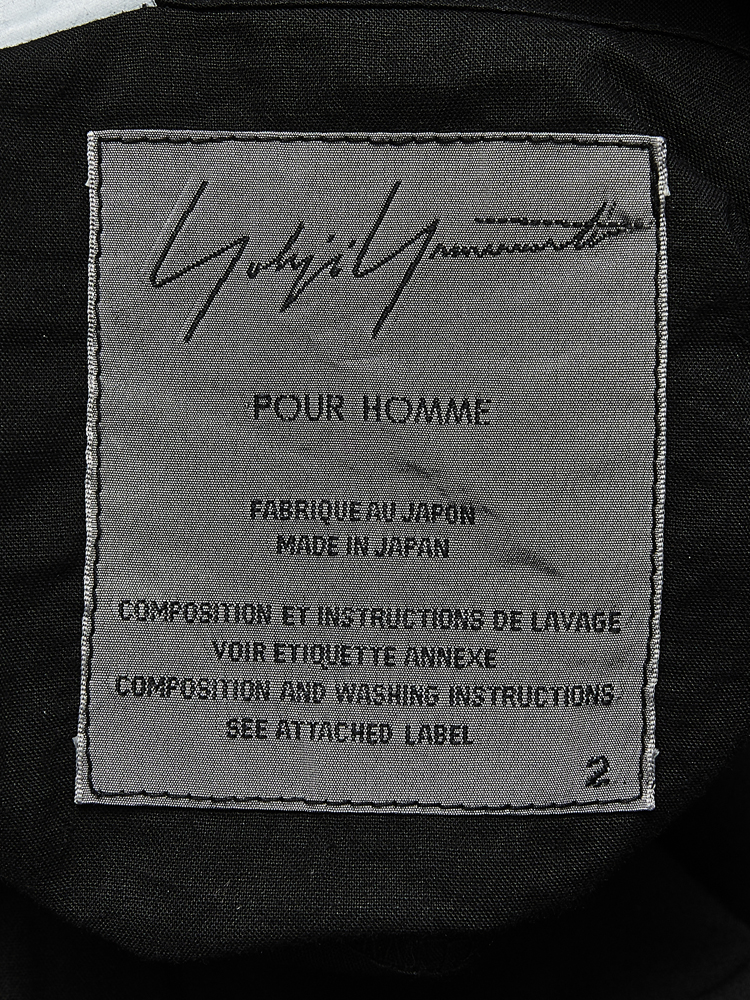 Yohji Yamamoto
POUR HOMME
FABRIQUE AU JAPON
MADE IN JAPAN
COMPOSITION ET INSTRUCTIONS DE LAVAGE
VOIR ETIQUETTE ANNEXE
COMPOSITION AND WASHING INSTRUCTIONS
SEE ATTACHED LABEL
2